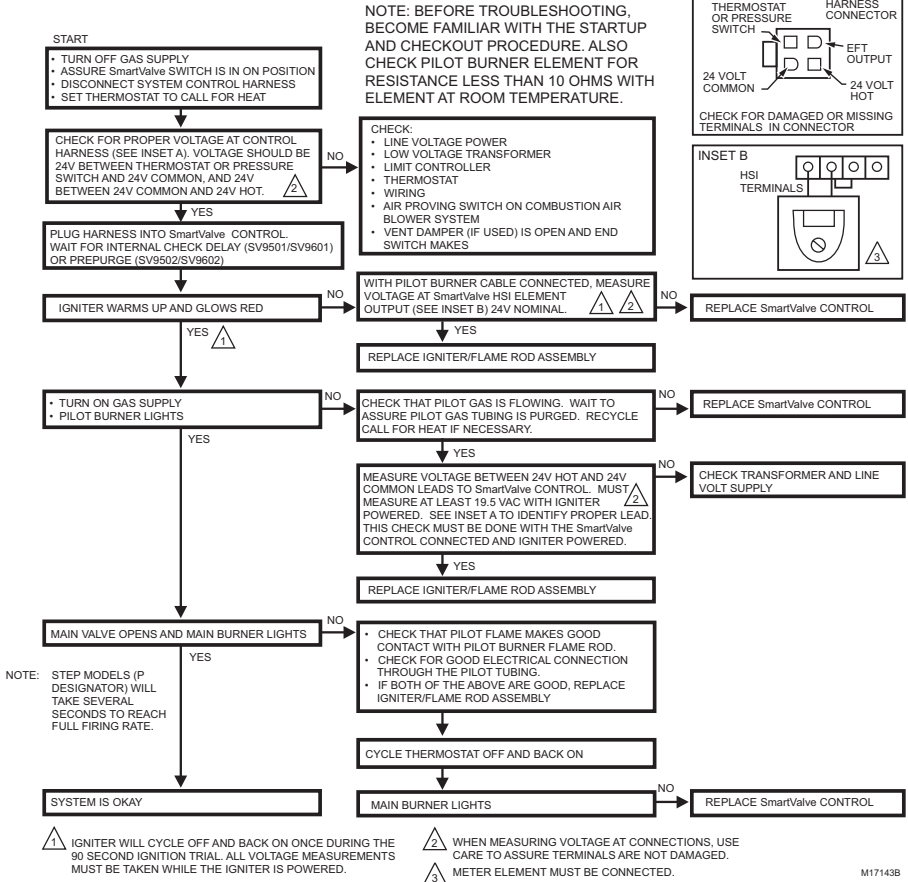 NOTE: BEFORE TROUBLESHOOTING,
BECOME FAMILIAR WITH THE STARTUP
AND CHECKOUT PROCEDURE. ALSO
CHECK PILOT BURNER ELEMENT FOR
RESISTANCE LESS THAN 10 OHMS WITH
ELEMENT AT ROOM TEMPERATURE.
THERMOSTAT
OR PRESSURE
SWITCH
HARNESS
CONNECTOR
EFT
OUTPUT
24 VOLT
COMMON
24 VOLT
HOT
CHECK FOR DAMAGED OR MISSING
TERMINALS IN CONNECTOR
START
• TURN OFF GAS SUPPLY
• ASSURE SmartValve SWITCH IS IN ON POSITION
• DISCONNECT SYSTEM CONTROL HARNESS
• SET THERMOSTAT TO CALL FOR HEAT
CHECK FOR PROPER VOLTAGE AT CONTROL
HARNESS (SEE INSET A). VOLTAGE SHOULD BE
24V BETWEEN THERMOSTAT OR PRESSURE
SWITCH AND 24V COMMON, AND 24V
BETWEEN 24V COMMON AND 24V HOT.
2
NO
CHECK:
• LINE VOLTAGE POWER
• LOW VOLTAGE TRANSFORMER
• LIMIT CONTROLLER
• THERMOSTAT
• WIRING
• AIR PROVING SWITCH ON COMBUSTION AIR
BLOWER SYSTEM
• VENT DAMPER (IF USED) IS OPEN AND END
SWITCH MAKES
INSET B
HSI
TERMINALS
3
YES
PLUG HARNESS INTO SmartValve CONTROL.
WAIT FOR INTERNAL CHECK DELAY (SV9501/SV9601)
OR PREPURGE (SV9502/SV9602)
IGNITER WARMS UP AND GLOWS RED
NO
WITH PILOT BURNER CABLE CONNECTED, MEASURE
VOLTAGE AT SmartValve HSI ELEMENT
OUTPUT (SEE INSET B) 24V NOMINAL.
1
2
NO
REPLACE SmartValve CONTROL
YES
1
YES
REPLACE IGNITER/FLAME ROD ASSEMBLY
• TURN ON GAS SUPPLY
• PILOT BURNER LIGHTS
NO
CHECK THAT PILOT GAS IS FLOWING. WAIT TO
ASSURE PILOT GAS TUBING IS PURGED. RECYCLE
CALL FOR HEAT IF NECESSARY.
NO
REPLACE SmartValve CONTROL
YES
YES
MEASURE VOLTAGE BETWEEN 24V HOT AND 24V
COMMON LEADS TO SmartValve CONTROL. MUST
MEASURE AT LEAST 19.5 VAC WITH IGNITER
POWERED. SEE INSET A TO IDENTIFY PROPER LEAD.
THIS CHECK MUST BE DONE WITH THE SmartValve
CONTROL CONNECTED AND IGNITER POWERED.
2
NO
CHECK TRANSFORMER AND LINE
VOLT SUPPLY
YES
REPLACE IGNITER/FLAME ROD ASSEMBLY
MAIN VALVE OPENS AND MAIN BURNER LIGHTS
NO
• CHECK THAT PILOT FLAME MAKES GOOD
CONTACT WITH PILOT BURNER FLAME ROD.
• CHECK FOR GOOD ELECTRICAL CONNECTION
THROUGH THE PILOT TUBING.
• IF BOTH OF THE ABOVE ARE GOOD, REPLACE
IGNITER/FLAME ROD ASSEMBLY
YES
NOTE: STEP MODELS (P
DESIGNATOR) WILL
TAKE SEVERAL
SECONDS TO REACH
FULL FIRING RATE.
CYCLE THERMOSTAT OFF AND BACK ON
SYSTEM IS OKAY
MAIN BURNER LIGHTS
NO
REPLACE SmartValve CONTROL
1 IGNITER WILL CYCLE OFF AND BACK ON ONCE DURING THE
90 SECOND IGNITION TRIAL. ALL VOLTAGE MEASUREMENTS
MUST BE TAKEN WHILE THE IGNITER IS POWERED.
2 WHEN MEASURING VOLTAGE AT CONNECTIONS, USE
CARE TO ASSURE TERMINALS ARE NOT DAMAGED.
3 METER ELEMENT MUST BE CONNECTED.
M17143B